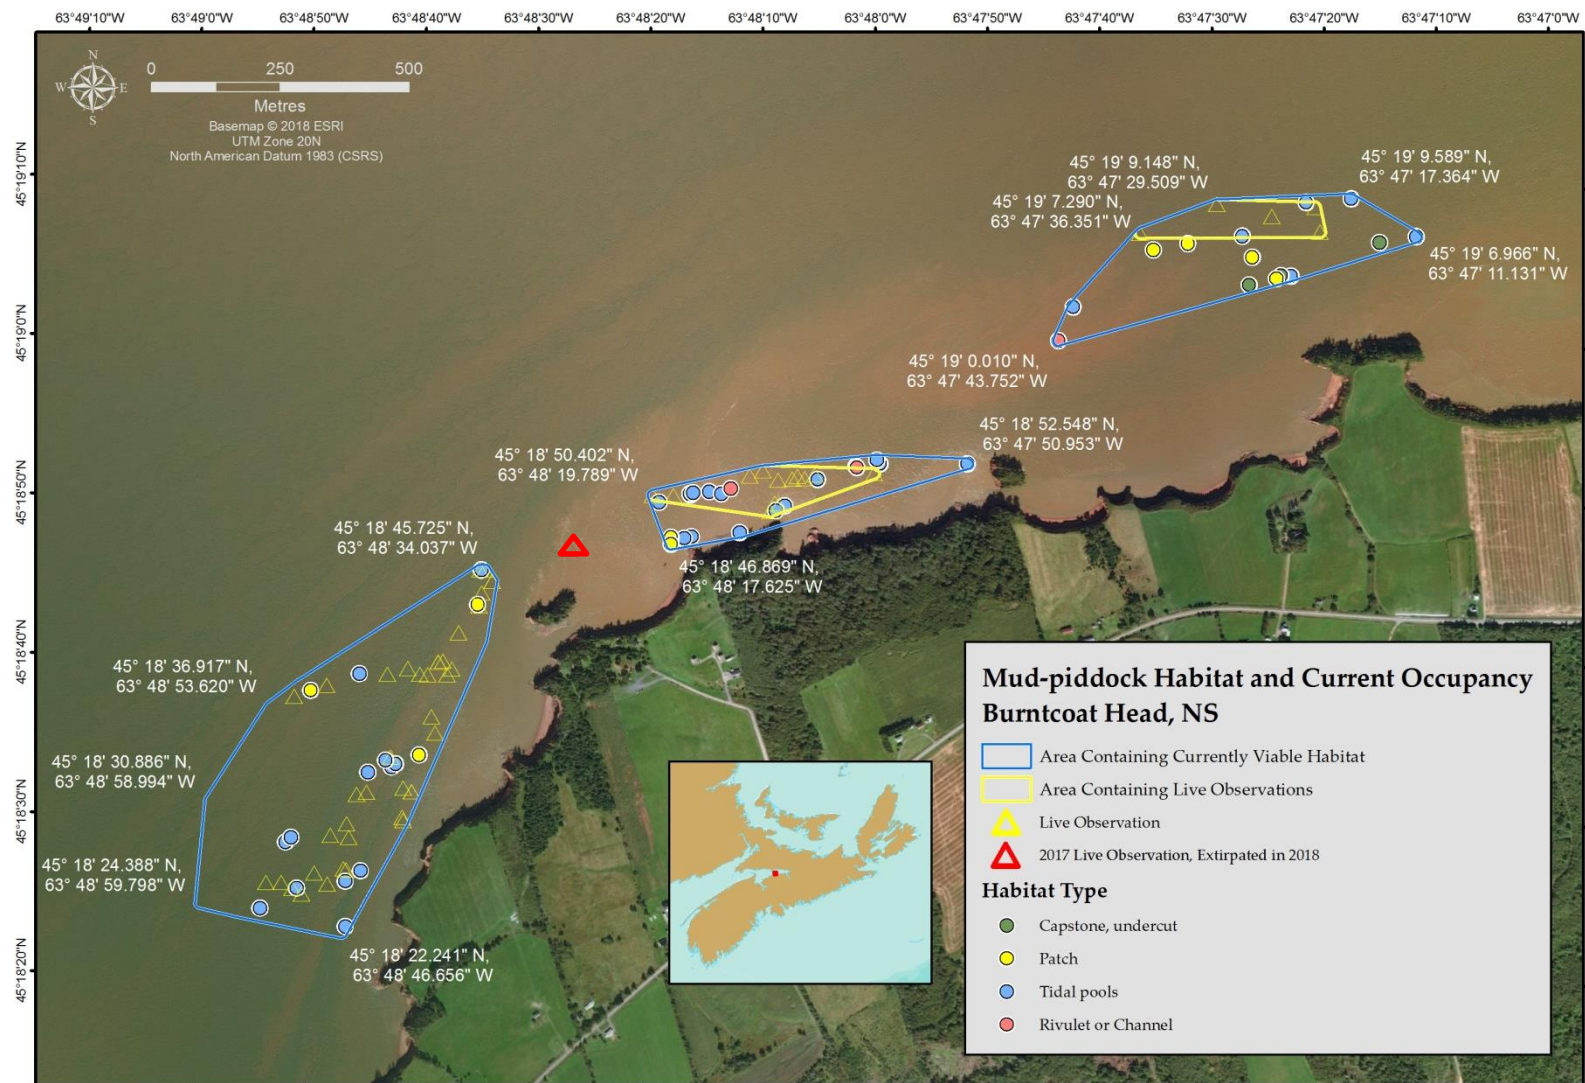 63°49'10"W 63°49'0"W 63°48'50"W 63°48'40"W 63°48'30"W 63°48'20"W 63°48'10"W 63°48'0"W 63°47'50"W 63°47'40"W 63°47'30"W 63°47'20"W 63°47'10"W 63°47'0"W
N
W E
S
0 250 500
Metres
Basemap © 2018 ESRI
UTM Zone 20N
North American Datum 1983 (CSRS)
45°19'10"N
45°19'0"N
45°18'50"N
45°18'40"N
45°18'30"N
45°18'20"N
45° 19' 9.148" N,
63° 47' 29.509" W
45° 19' 9.589" N,
63° 47' 17.364" W
45° 19' 7.290" N,
63° 47' 36.351" W
45° 19' 6.966" N,
63° 47' 11.131" W
45° 19' 0.010" N,
63° 47' 43.752" W
45° 18' 52.548" N,
63° 47' 50.953" W
45° 18' 50.402" N,
63° 48' 19.789" W
45° 18' 46.869" N,
63° 48' 17.625" W
45° 18' 45.725" N,
63° 48' 34.037" W
45° 18' 36.917" N,
63° 48' 53.620" W
45° 18' 30.886" N,
63° 48' 58.994" W
45° 18' 24.388" N,
63° 48' 59.798" W
45° 18' 22.241" N,
63° 48' 46.656" W
Mud-piddock Habitat and Current Occupancy
Burntcoat Head, NS
Area Containing Currently Viable Habitat
Area Containing Live Observations
Live Observation
2017 Live Observation, Extirpated in 2018
Habitat Type
Capstone, undercut
Patch
Tidal pools
Rivulet or Channel